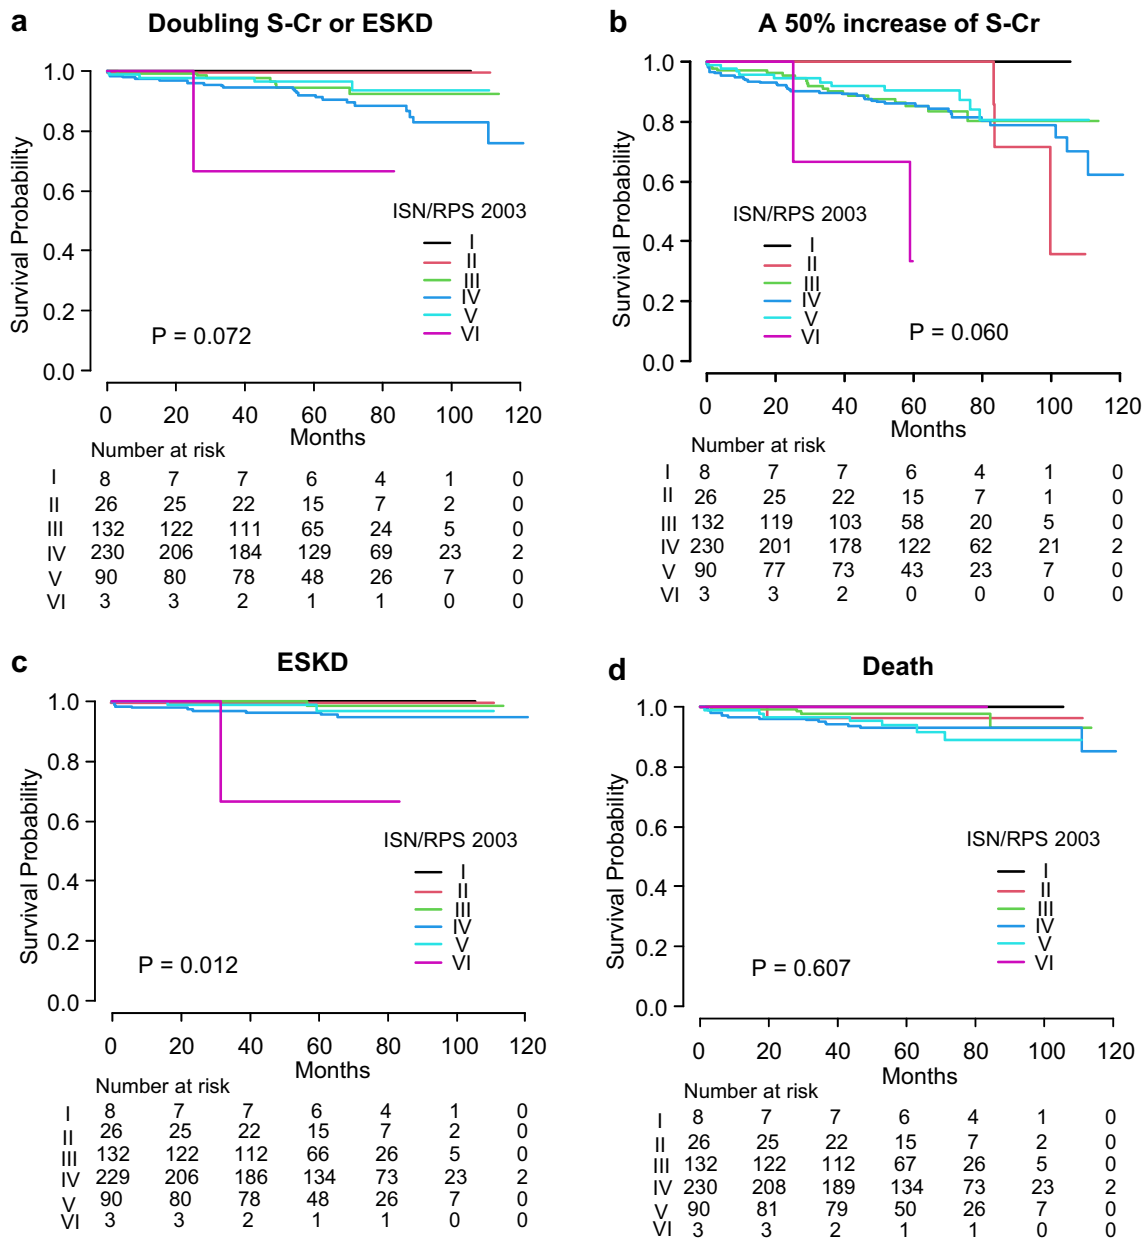 a Doubling S-Cr or ESKD
Survival Probability
1.0
0.8
0.6
0.4
0.2
0.0
ISN/RPS 2003
I
II
III
IV
V
VI
P = 0.072
0 20 40 60 80 100 120
Months
Number at risk
I 8 7 7 6 4 1 0
II 26 25 22 15 7 2 0
III 132 122 111 65 24 5 0
IV 230 206 184 129 69 23 2
V 90 80 78 48 26 7 0
VI 3 3 2 1 1 0 0
b A 50% increase of S-Cr
Survival Probability
1.0
0.8
0.6
0.4
0.2
0.0
ISN/RPS 2003
I
II
III
IV
V
VI
P = 0.060
0 20 40 60 80 100 120
Months
Number at risk
I 8 7 7 6 4 1 0
II 26 25 22 15 7 1 0
III 132 119 103 58 20 5 0
IV 230 201 178 122 62 21 2
V 90 77 73 43 23 7 0
VI 3 3 2 0 0 0 0
c ESKD
Survival Probability
1.0
0.8
0.6
0.4
0.2
0.0
ISN/RPS 2003
I
II
III
IV
V
VI
P = 0.012
0 20 40 60 80 100 120
Months
Number at risk
I 8 7 7 6 4 1 0
II 26 25 22 15 7 2 0
III 132 122 112 66 26 5 0
IV 229 206 186 134 73 23 2
V 90 80 78 48 26 7 0
VI 3 3 2 1 1 0 0
d Death
Survival Probability
1.0
0.8
0.6
0.4
0.2
0.0
ISN/RPS 2003
I
II
III
IV
V
VI
P = 0.607
0 20 40 60 80 100 120
Months
Number at risk
I 8 7 7 6 4 1 0
II 26 25 22 15 7 2 0
III 132 122 112 67 26 5 0
IV 230 208 189 134 73 23 2
V 90 81 79 50 26 7 0
VI 3 3 2 1 1 0 0